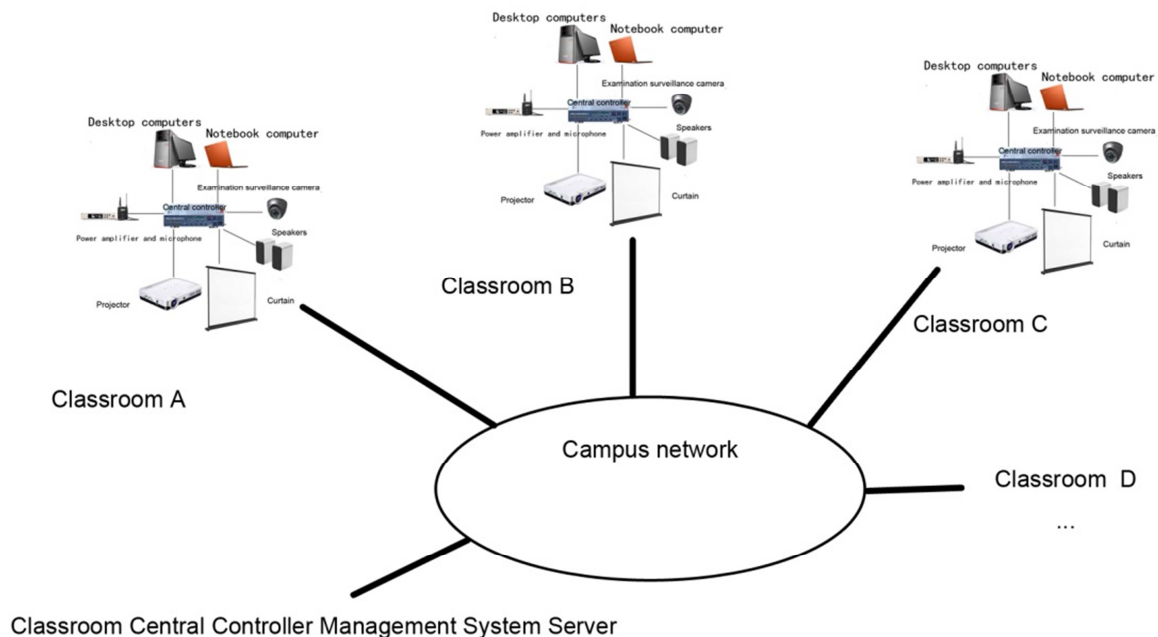 Desktop computers
Notebook computer
Examination surveillance camera
Central controller
Power amplifier and microphone
Speakers
Projector
Curtain
Classroom A
Desktop computers
Notebook computer
Examination surveillance camera
Central controller
Power amplifier and microphone
Speakers
Projector
Curtain
Classroom B
Desktop computers
Notebook computer
Examination surveillance camera
Central controller
Power amplifier and microphone
Speakers
Projector
Curtain
Classroom C
Campus network
Classroom D
...
Classroom Central Controller Management System Server